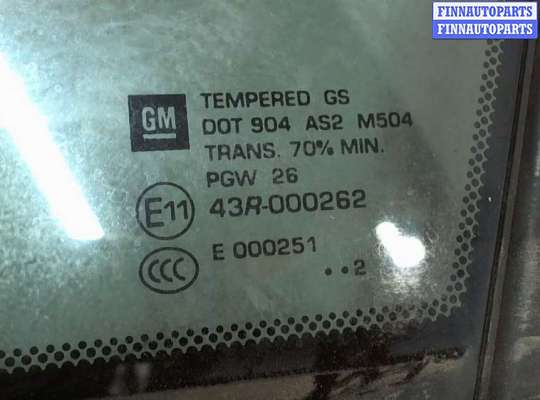 FINNAUTOPARTS
FINNAUTOPARTS
GM
TEMPERED GS
DOT 904 AS2 M504
TRANS. 70% MIN.
PGW 26
E11 43R-000262
CCC E 000251
••2